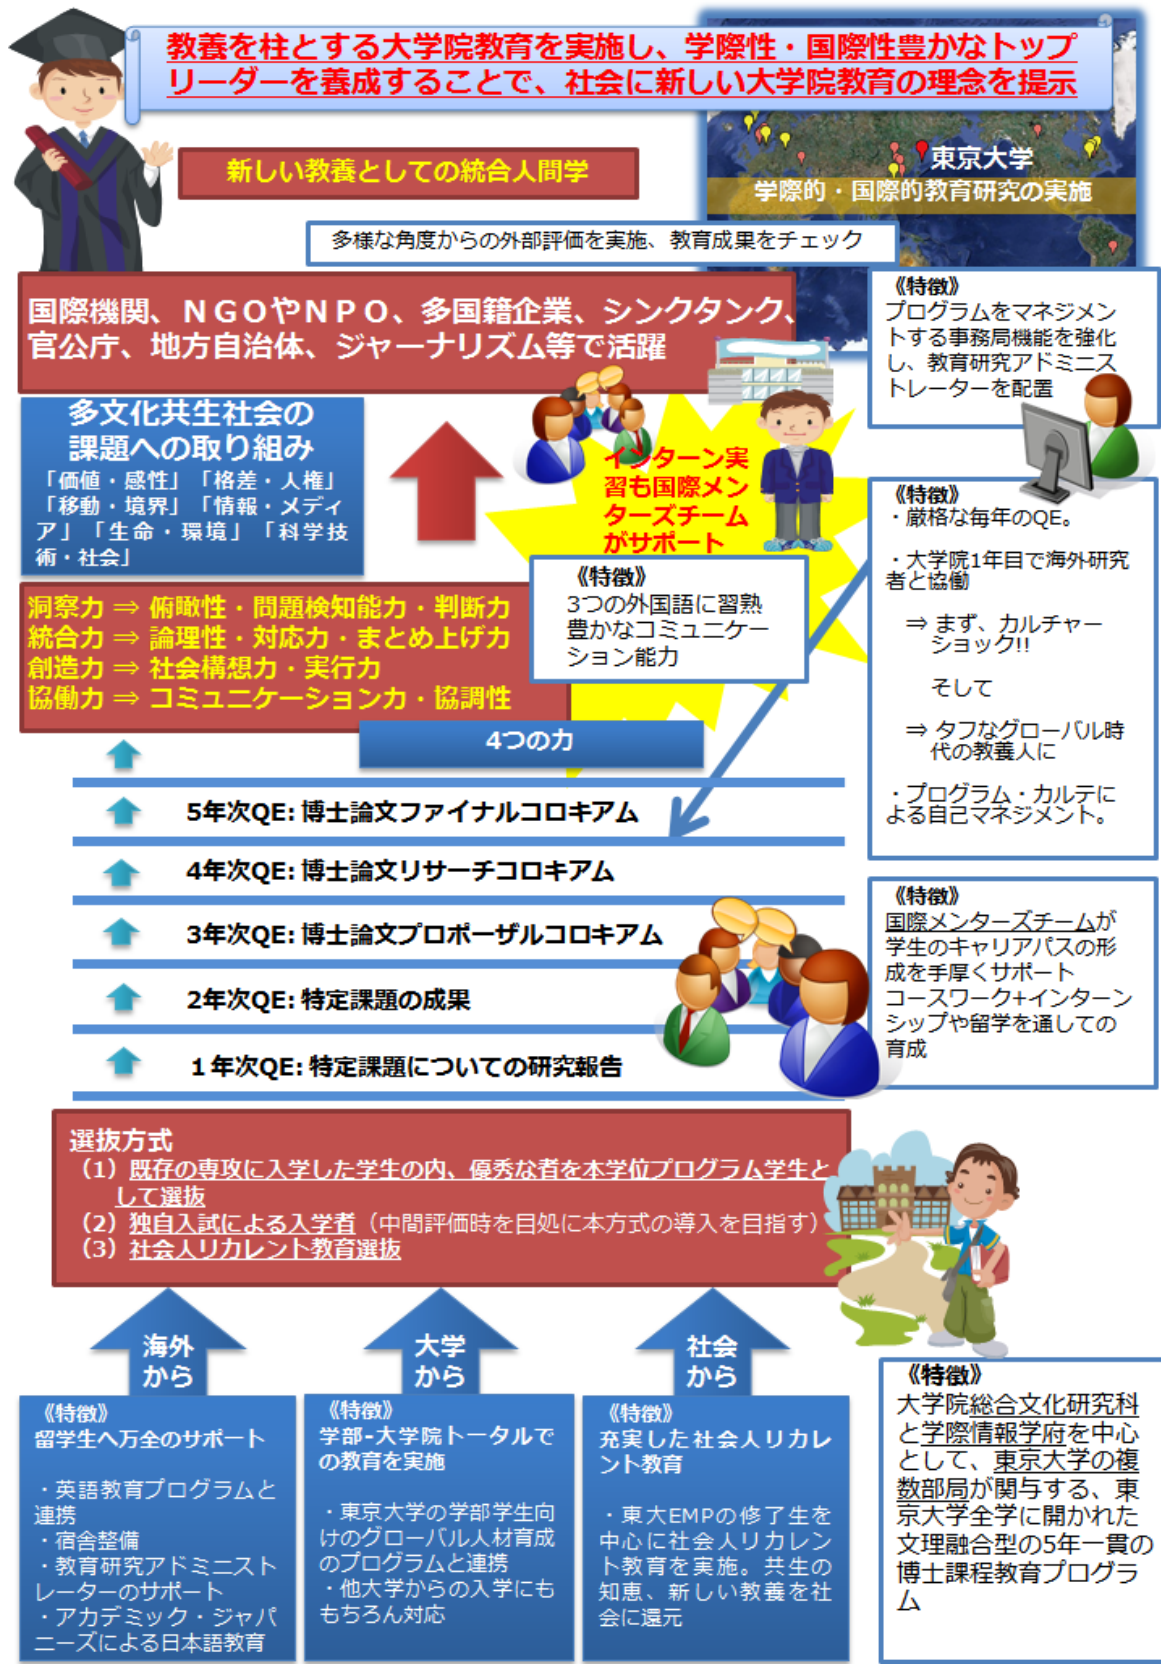 教養を柱とする大学院教育を実施し、学際性・国際性豊かなトップ
リーダーを養成することで、社会に新しい大学院教育の理念を提示
新しい教養としての統合人間学
東京大学
学際的・国際的教育研究の実施
多様な角度からの外部評価を実施、教育成果をチェック
国際機関、ＮＧＯやＮＰＯ、多国籍企業、シンクタンク、
官公庁、地方自治体、ジャーナリズム等で活躍
《特徴》
プログラムをマネジメン
トする事務局機能を強化
し、教育研究アドミニス
トレーターを配置
多文化共生社会の
課題への取り組み
「価値・感性」「格差・人権」
「移動・境界」「情報・メディ
ア」「生命・環境」「科学技
術・社会」
インターン実
習も国際メン
ターズチーム
がサポート
《特徴》
3つの外国語に習熟
豊かなコミュニケー
ション能力
《特徴》
・厳格な毎年のQE。
・大学院1年目で海外研究
者と協働
⇒ まず、カルチャー
ショック!!
そして
⇒ タフなグローバル時
代の教養人に
・プログラム・カルテに
よる自己マネジメント。
洞察力 ⇒ 俯瞰性・問題検知能力・判断力
統合力 ⇒ 論理性・対応力・まとめ上げ力
創造力 ⇒ 社会構想力・実行力
協働力 ⇒ コミュニケーション力・協調性
4つの力
5年次QE: 博士論文ファイナルコロキアム
4年次QE: 博士論文リサーチコロキアム
3年次QE: 博士論文プロポーザルコロキアム
2年次QE: 特定課題の成果
１年次QE: 特定課題についての研究報告
《特徴》
国際メンターズチームが
学生のキャリアパスの形
成を手厚くサポート
コースワーク+インターン
シップや留学を通しての
育成
選抜方式
（1）既存の専攻に入学した学生の内、優秀な者を本学位プログラム学生と
して選抜
（2）独自入試による入学者（中間評価時を目処に本方式の導入を目指す）
（3）社会人リカレント教育選抜
海外
から
大学
から
社会
から
《特徴》
留学生へ万全のサポート
・英語教育プログラムと
連携
・宿舎整備
・教育研究アドミニスト
レーターのサポート
・アカデミック・ジャパ
ニーズによる日本語教育
《特徴》
学部-大学院トータルで
の教育を実施
・東京大学の学部学生向
けのグローバル人材育成
のプログラムと連携
・他大学からの入学にも
もちろん対応
《特徴》
充実した社会人リカレ
ント教育
・東大EMPの修了生を
中心に社会人リカレン
ト教育を実施。共生の
知恵、新しい教養を社
会に還元
《特徴》
大学院総合文化研究科
と学際情報学府を中心
として、東京大学の複
数部局が関与する、東
京大学全学に開かれた
文理融合型の5年一貫の
博士課程教育プログラ
ム